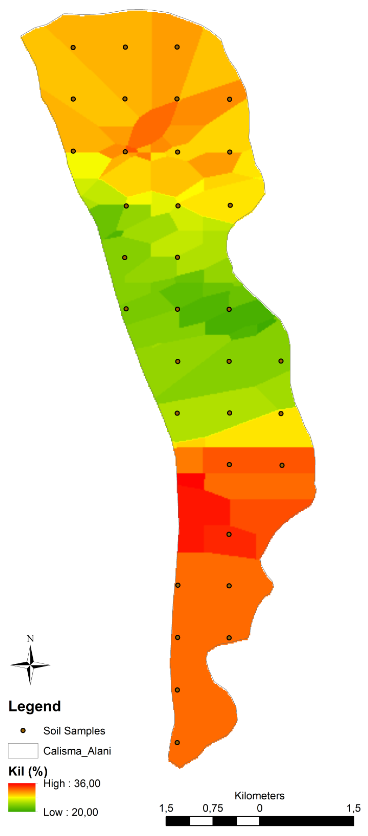 N
Legend
Soil Samples
Calisma_Alani
Kil (%)
High : 36,00
Low : 20,00
Kilometers
1,5 0,75 0 1,5